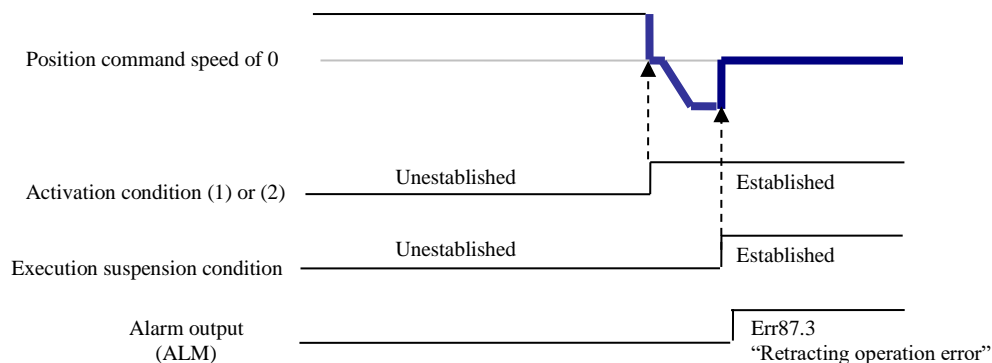 Position command speed of 0
Unestablished
Established
Activation condition (1) or (2)
Unestablished
Established
Execution suspension condition
Alarm output
(ALM)
Err87.3
“Retracting operation error”